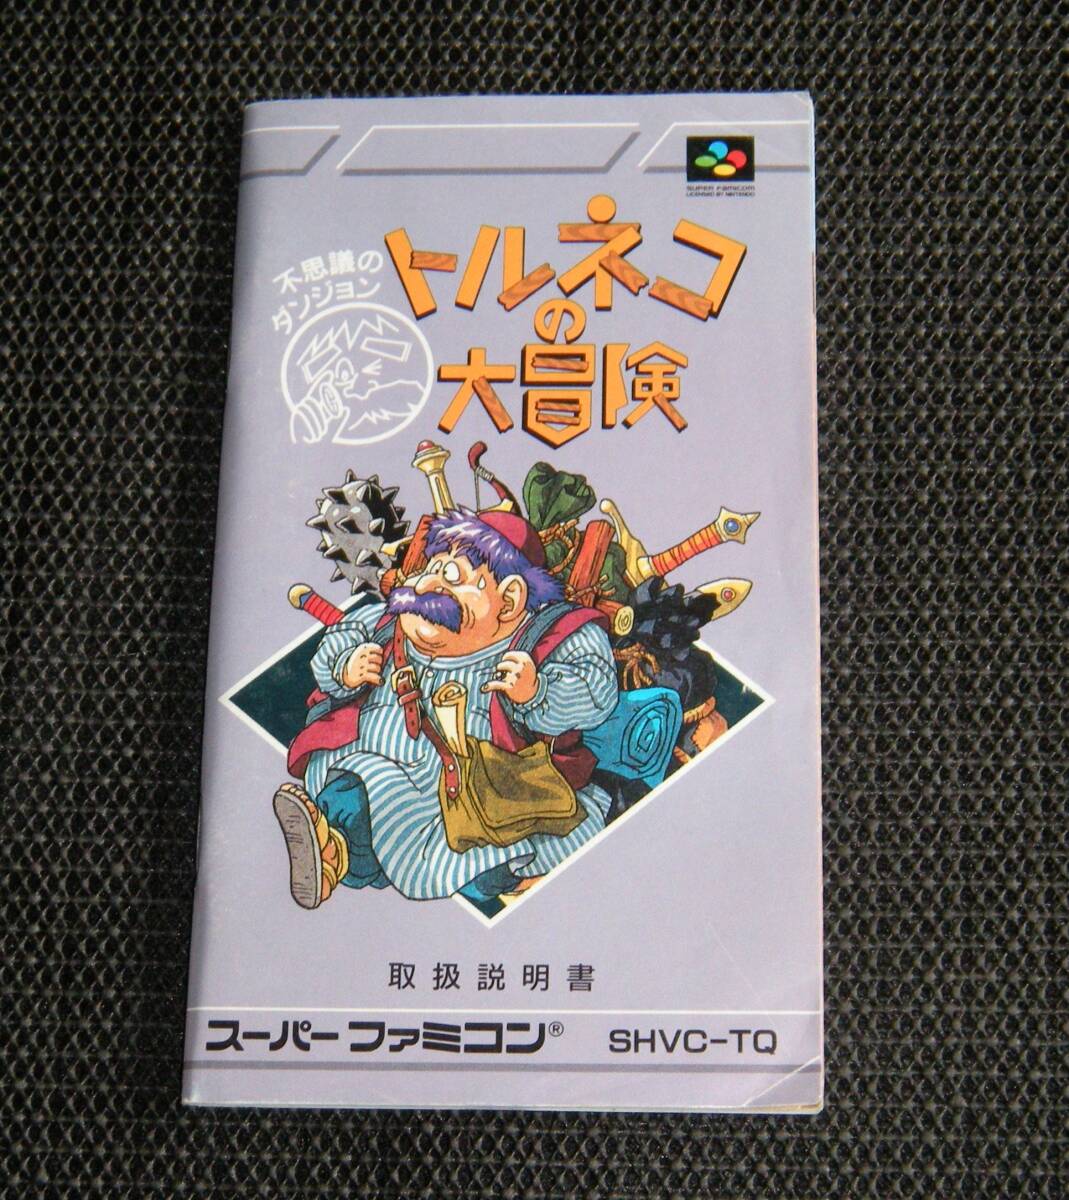 SUPER FAMICOM
LICENSED BY NINTENDO
不思議の
ダンジョン
トルネコ
の
大冒険
取扱説明書
スーパーファミコン®
SHVC-TQ